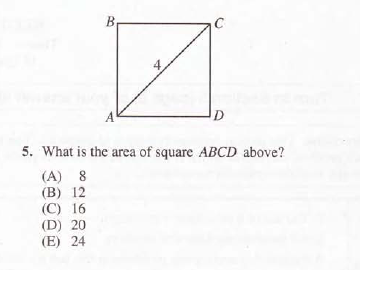 B C
4
A D
5. What is the area of square ABCD above?
(A) 8
(B) 12
(C) 16
(D) 20
(E) 24